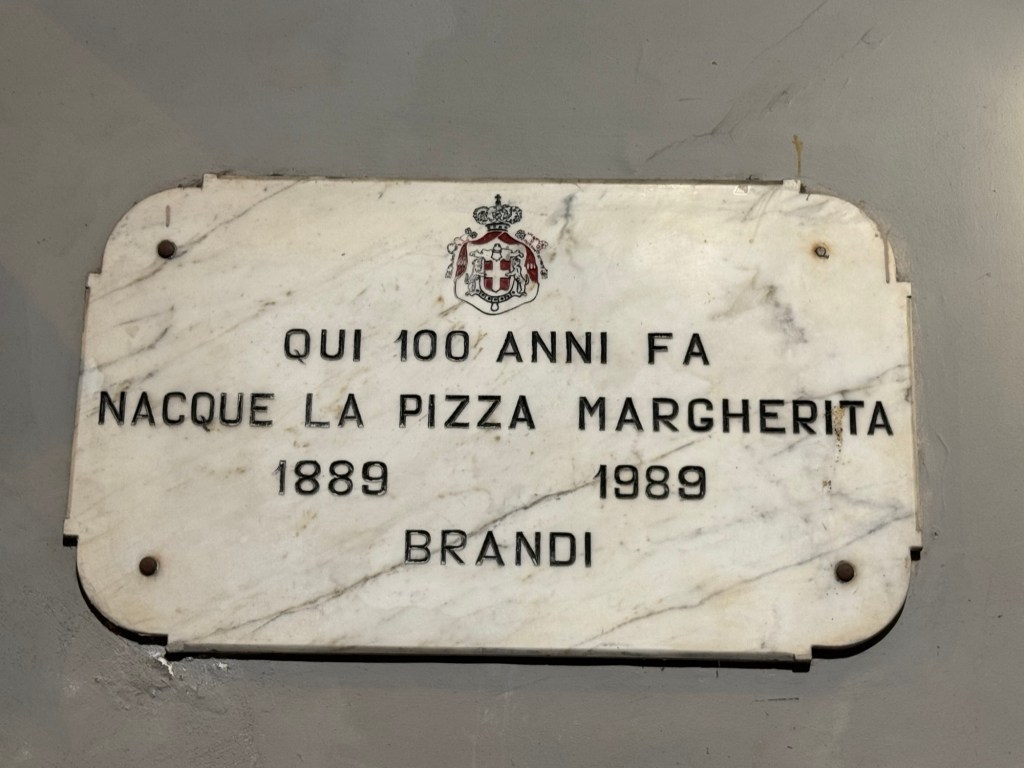 QUI 100 ANNI FA
NACQUE LA PIZZA MARGHERITA
1889 1989
BRANDI